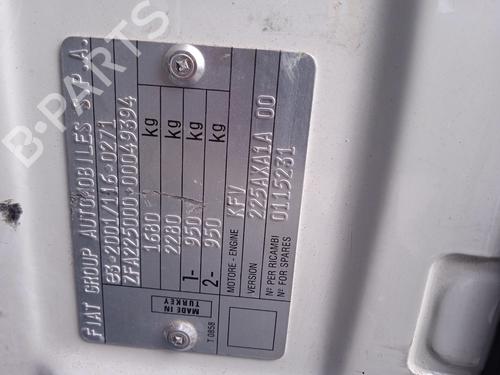 FIAT GROUP AUTOMOBILES S.P.A.
e3*2001/116*0271
ZFA22500000049394
1680 kg
2280 kg
1- 950 kg
2- 950 kg
MOTORE - ENGINE KFV
VERSION 225AXA1A 00
Nº PER RICAMBI
Nº FOR SPARES
0115231
MADE IN
TURKEY
T 0858
B-PARTS